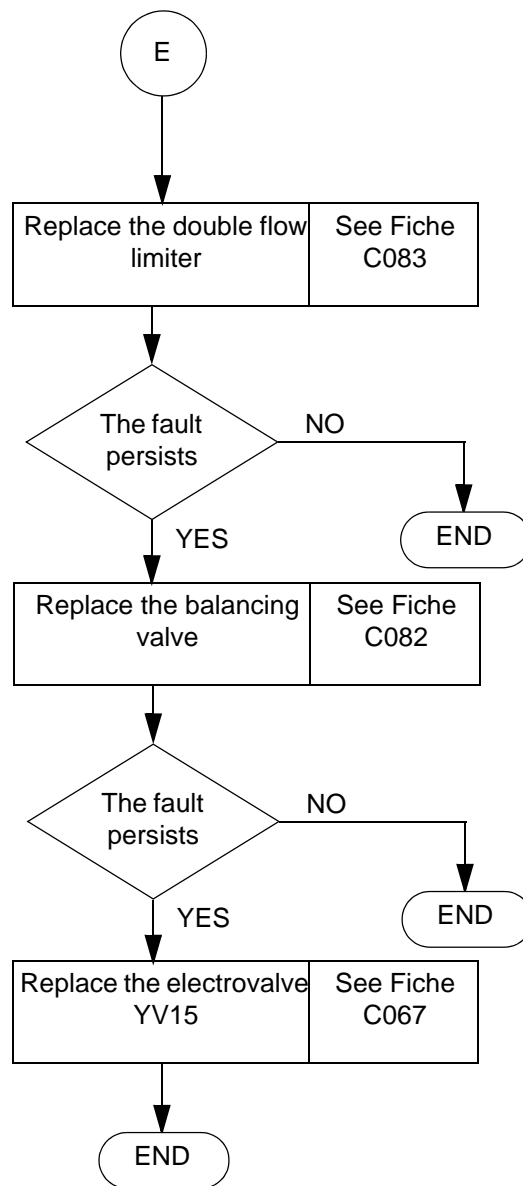 E
Replace the double flow
limiter
See Fiche
C083
The fault
persists
NO
END
YES
Replace the balancing
valve
See Fiche
C082
The fault
persists
NO
END
YES
Replace the electrovalve
YV15
See Fiche
C067
END